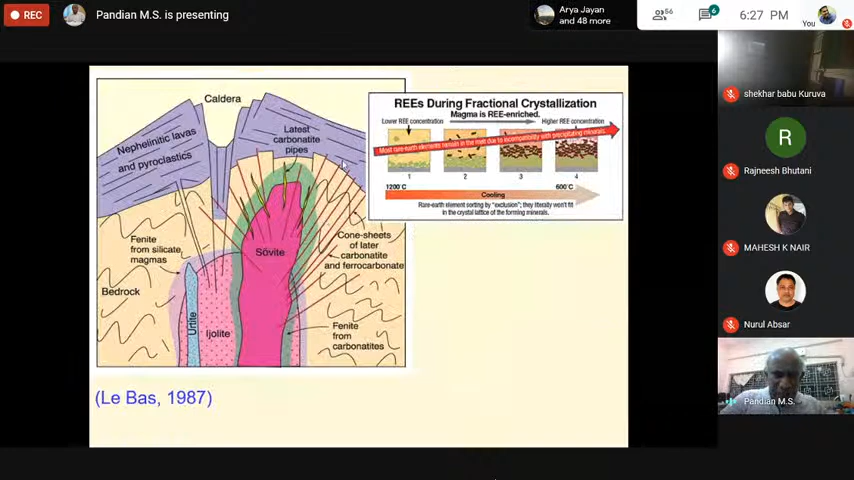 REC
Pandian M.S. is presenting
Arya Jayan
and 48 more
56
6
6:27 PM
You
Caldera
Nephelinitic lavas
and pyroclastics
Latest
carbonatite
pipes
Fenite
from silicate
magmas
Sövite
Cone-sheets
of later
carbonatite
and ferrocarbonate
Bedrock
Urtite
Ijolite
Fenite
from
carbonatites
(Le Bas, 1987)
REEs During Fractional Crystallization
Magma is REE-enriched.
Lower REE concentration
Higher REE concentration
Most rare-earth elements remain in the melt due to incompatibility with precipitating minerals.
1
2
3
4
1200°C
600°C
Cooling
Rare-earth element sorting by "exclusion"; they literally won't fit
in the crystal lattice of the forming minerals.
shekhar babu Kuruva
R
Rajneesh Bhutani
MAHESH K NAIR
Nurul Absar
Pandian M.S.